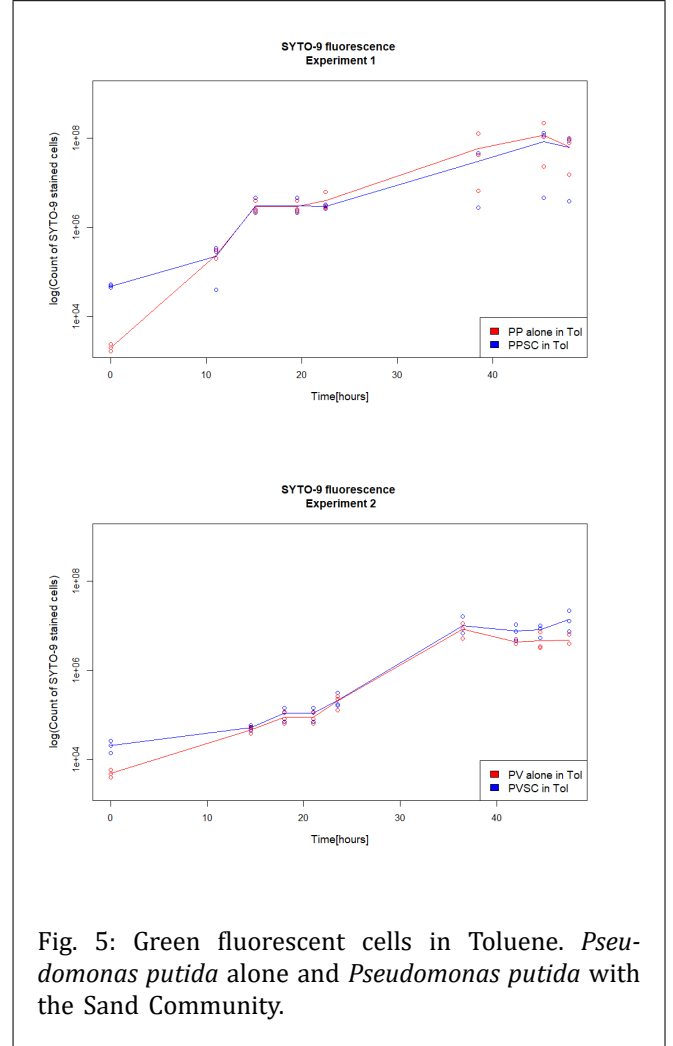 SYTO-9 fluorescence
Experiment 1
log(Count of SYTO-9 stained cells)
1e+08
1e+06
1e+04
0 10 20 30 40
Time[hours]
PP alone in Tol
PPSC in Tol
SYTO-9 fluorescence
Experiment 2
log(Count of SYTO-9 stained cells)
1e+08
1e+06
1e+04
0 10 20 30 40
Time[hours]
PV alone in Tol
PVSC in Tol
Fig. 5: Green fluorescent cells in Toluene. Pseu-
domonas putida alone and Pseudomonas putida with
the Sand Community.